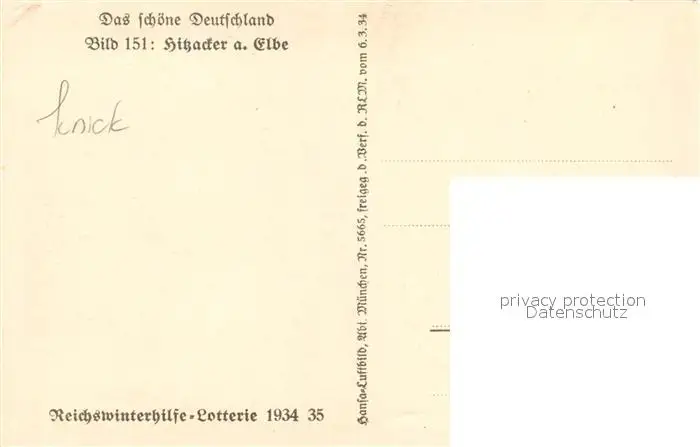 Das schöne Deutschland
Bild 151: Hitzacker a. Elbe
knick
Reichswinterhilfe-Lotterie 1934 35
Hansa-Luftbild, Abt. München, Nr. 5665, freigeg. d. Verf. d. RLM. vom 6.3.34
privacy protection
Datenschutz